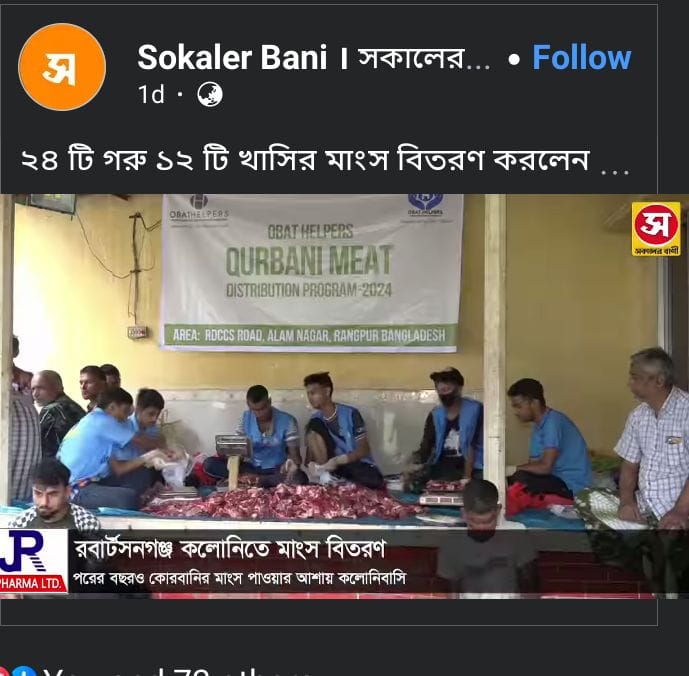 Sokaler Bani । সকালের... • Follow
1d ·
২৪ টি গরু ১২ টি খাসির মাংস বিতরণ করলেন ...
OBAT HELPERS
OBAT HELPERS
OBAT HELPERS
QURBANI MEAT
DISTRIBUTION PROGRAM-2024
AREA: RDCCS ROAD, ALAM NAGAR, RANGPUR BANGLADESH
স
সকালের বাণী
JR
PHARMA LTD.
রবার্টসনগঞ্জ কলোনিতে মাংস বিতরণ
পরের বছরও কোরবানির মাংস পাওয়ার আশায় কলোনিবাসি